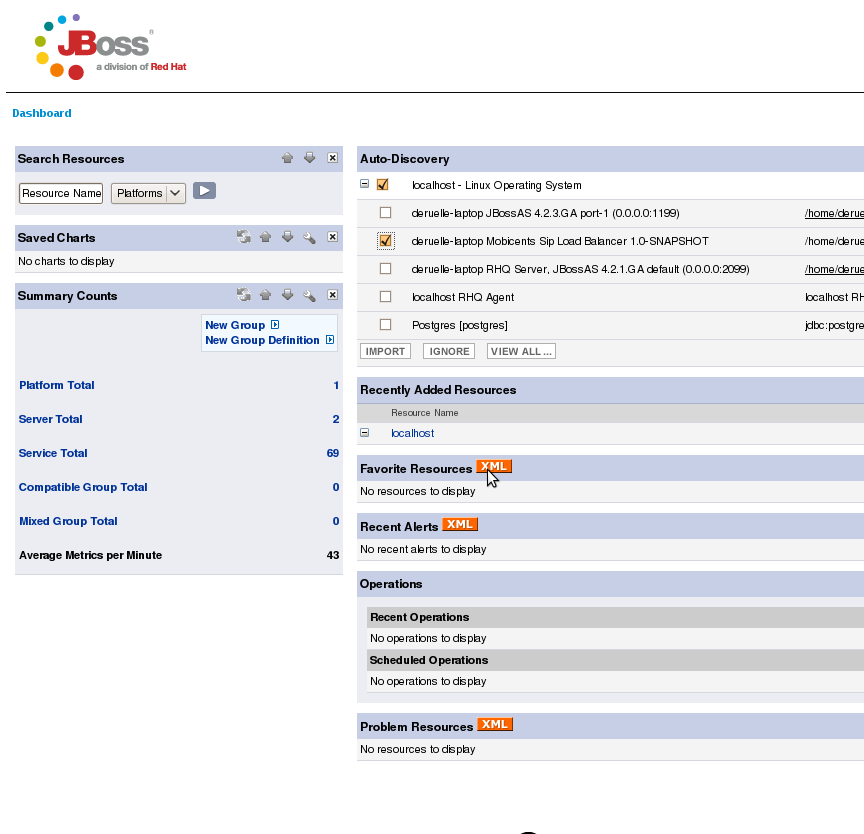 JBoss®
a division of Red Hat
Dashboard
Search Resources
Resource Name Platforms
Saved Charts
No charts to display
Summary Counts
New Group
New Group Definition
Platform Total 1
Server Total 2
Service Total 69
Compatible Group Total 0
Mixed Group Total 0
Average Metrics per Minute 43
Auto-Discovery
localhost - Linux Operating System
deruelle-laptop JBossAS 4.2.3.GA port-1 (0.0.0.0:1199) /home/derue
deruelle-laptop Mobicents Sip Load Balancer 1.0-SNAPSHOT /home/derue
deruelle-laptop RHQ Server, JBossAS 4.2.1.GA default (0.0.0.0:2099) /home/derue
localhost RHQ Agent localhost RH
Postgres [postgres] jdbc:postgre
IMPORT IGNORE VIEW ALL ...
Recently Added Resources
Resource Name
localhost
Favorite Resources XML
No resources to display
Recent Alerts XML
No recent alerts to display
Operations
Recent Operations
No operations to display
Scheduled Operations
No operations to display
Problem Resources XML
No resources to display